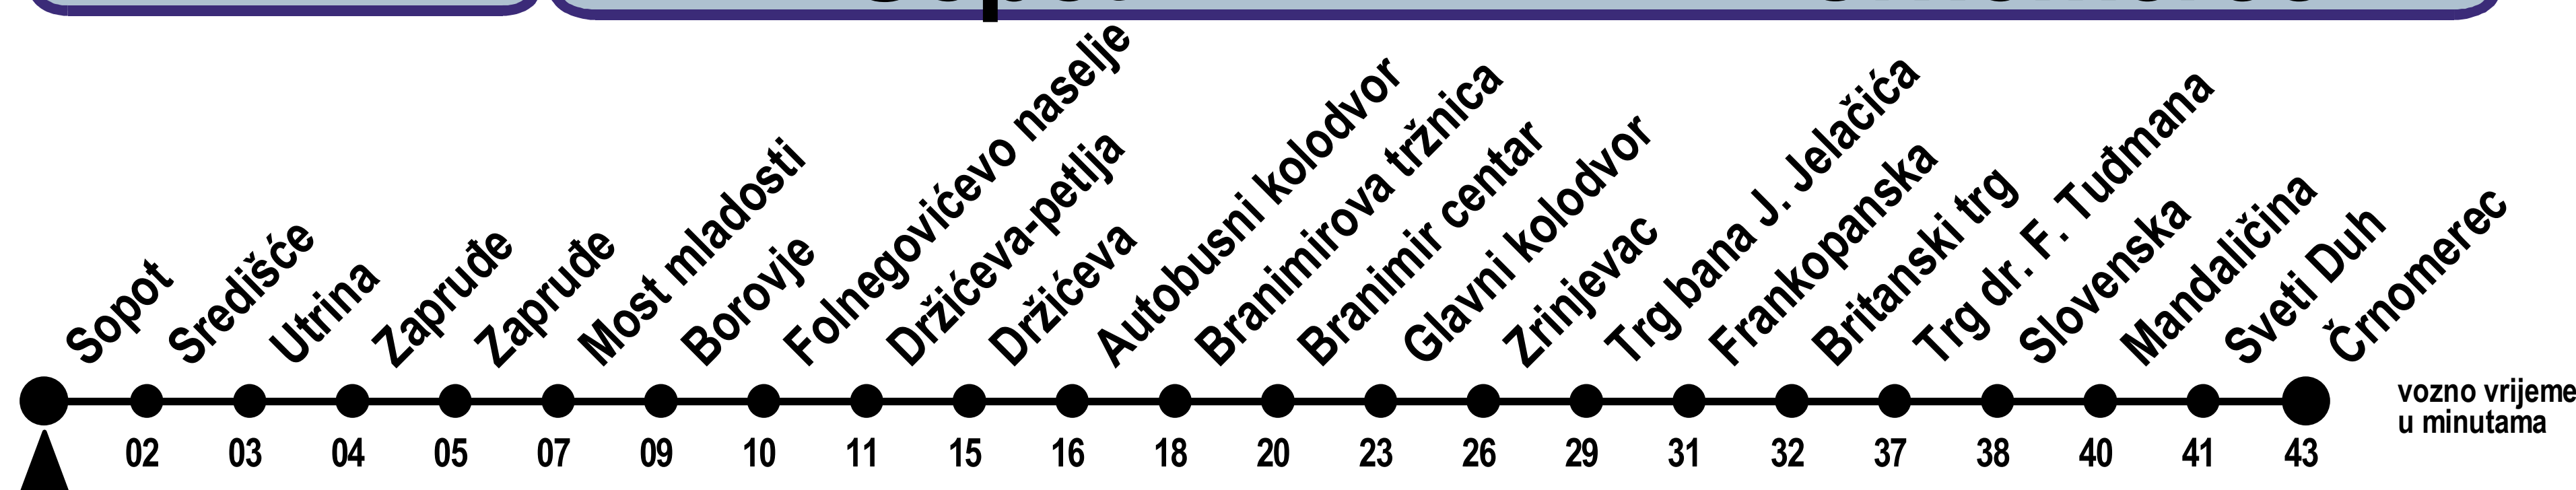 Sopot
Središće
Utrina
Zapruđe
Zapruđe
Most mladosti
Borovje
Folnegovićevo naselje
Držićeva-petlja
Držićeva
Autobusni kolodvor
Branimirova tržnica
Branimir centar
Glavni kolodvor
Zrinjevac
Trg bana J. Jelačića
Frankopanska
Britanski trg
Trg dr. F. Tuđmana
Slovenska
Mandaličina
Sveti Duh
Črnomerec
vozno vrijeme
u minutama
02 03 04 05 07 09 10 11 15 16 18 20 23 26 29 31 32 37 38 40 41 43